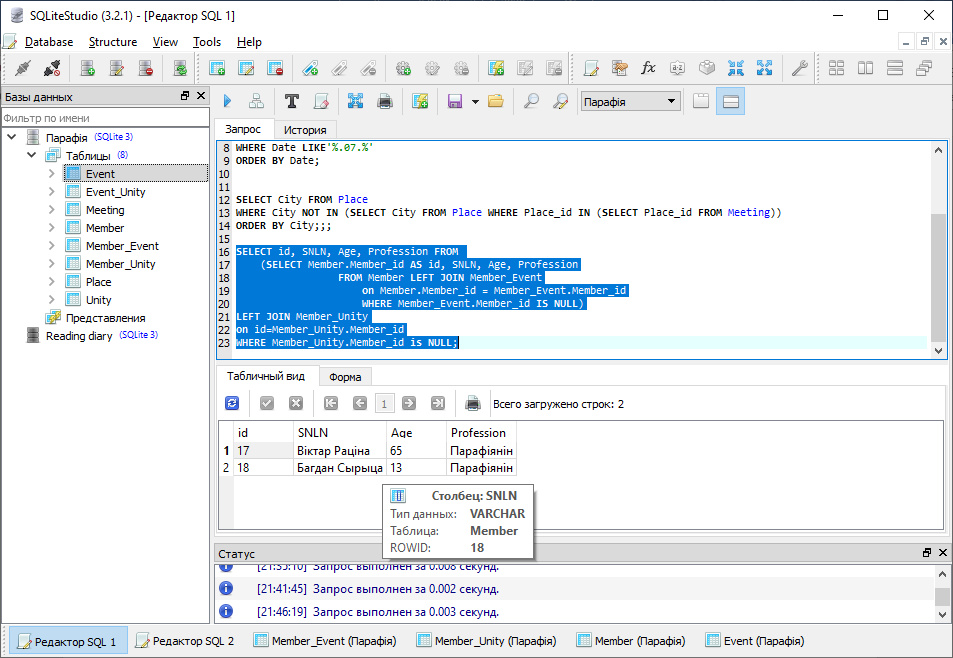 SQLiteStudio (3.2.1) - [Редактор SQL 1]
Database Structure View Tools Help
Базы данных
Фильтр по имени
Парафія (SQLite 3)
Таблицы (8)
Event
Event_Unity
Meeting
Member
Member_Event
Member_Unity
Place
Unity
Представления
Reading diary (SQLite 3)
Парафія
Запрос История
8 WHERE Date LIKE'%.07.%'
9 ORDER BY Date;
10
11
12 SELECT City FROM Place
13 WHERE City NOT IN (SELECT City FROM Place WHERE Place_id IN (SELECT Place_id FROM Meeting))
14 ORDER BY City;;;
15
16 SELECT id, SNLN, Age, Profession FROM
17 (SELECT Member.Member_id AS id, SNLN, Age, Profession
18 FROM Member LEFT JOIN Member_Event
19 on Member.Member_id = Member_Event.Member_id
20 WHERE Member_Event.Member_id IS NULL)
21 LEFT JOIN Member_Unity
22 on id=Member_Unity.Member_id
23 WHERE Member_Unity.Member_id is NULL;
Табличный вид Форма
1 Всего загружено строк: 2
id SNLN Age Profession
1 17 Віктар Раціна 65 Парафіянін
2 18 Багдан Сырыца 13 Парафіянін
Столбец: SNLN
Тип данных: VARCHAR
Таблица: Member
ROWID: 18
Статус
[21:35:10] Запрос выполнен за 0.008 секунд.
[21:41:45] Запрос выполнен за 0.002 секунд.
[21:46:19] Запрос выполнен за 0.003 секунд.
Редактор SQL 1 Редактор SQL 2 Member_Event (Парафія) Member_Unity (Парафія) Member (Парафія) Event (Парафія)